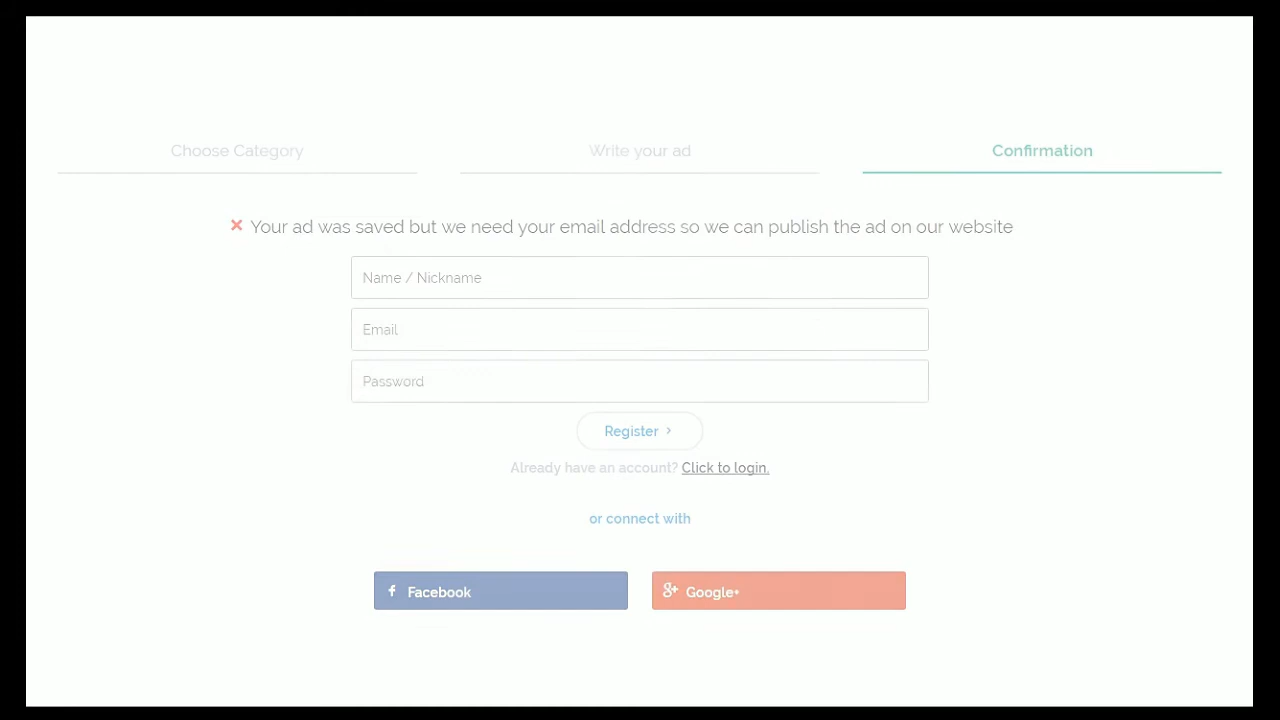 Choose Category
Write your ad
Confirmation
Your ad was saved but we need your email address so we can publish the ad on our website
Name / Nickname
Email
Password
Register ›
Already have an account? Click to login.
or connect with
Facebook
Google+